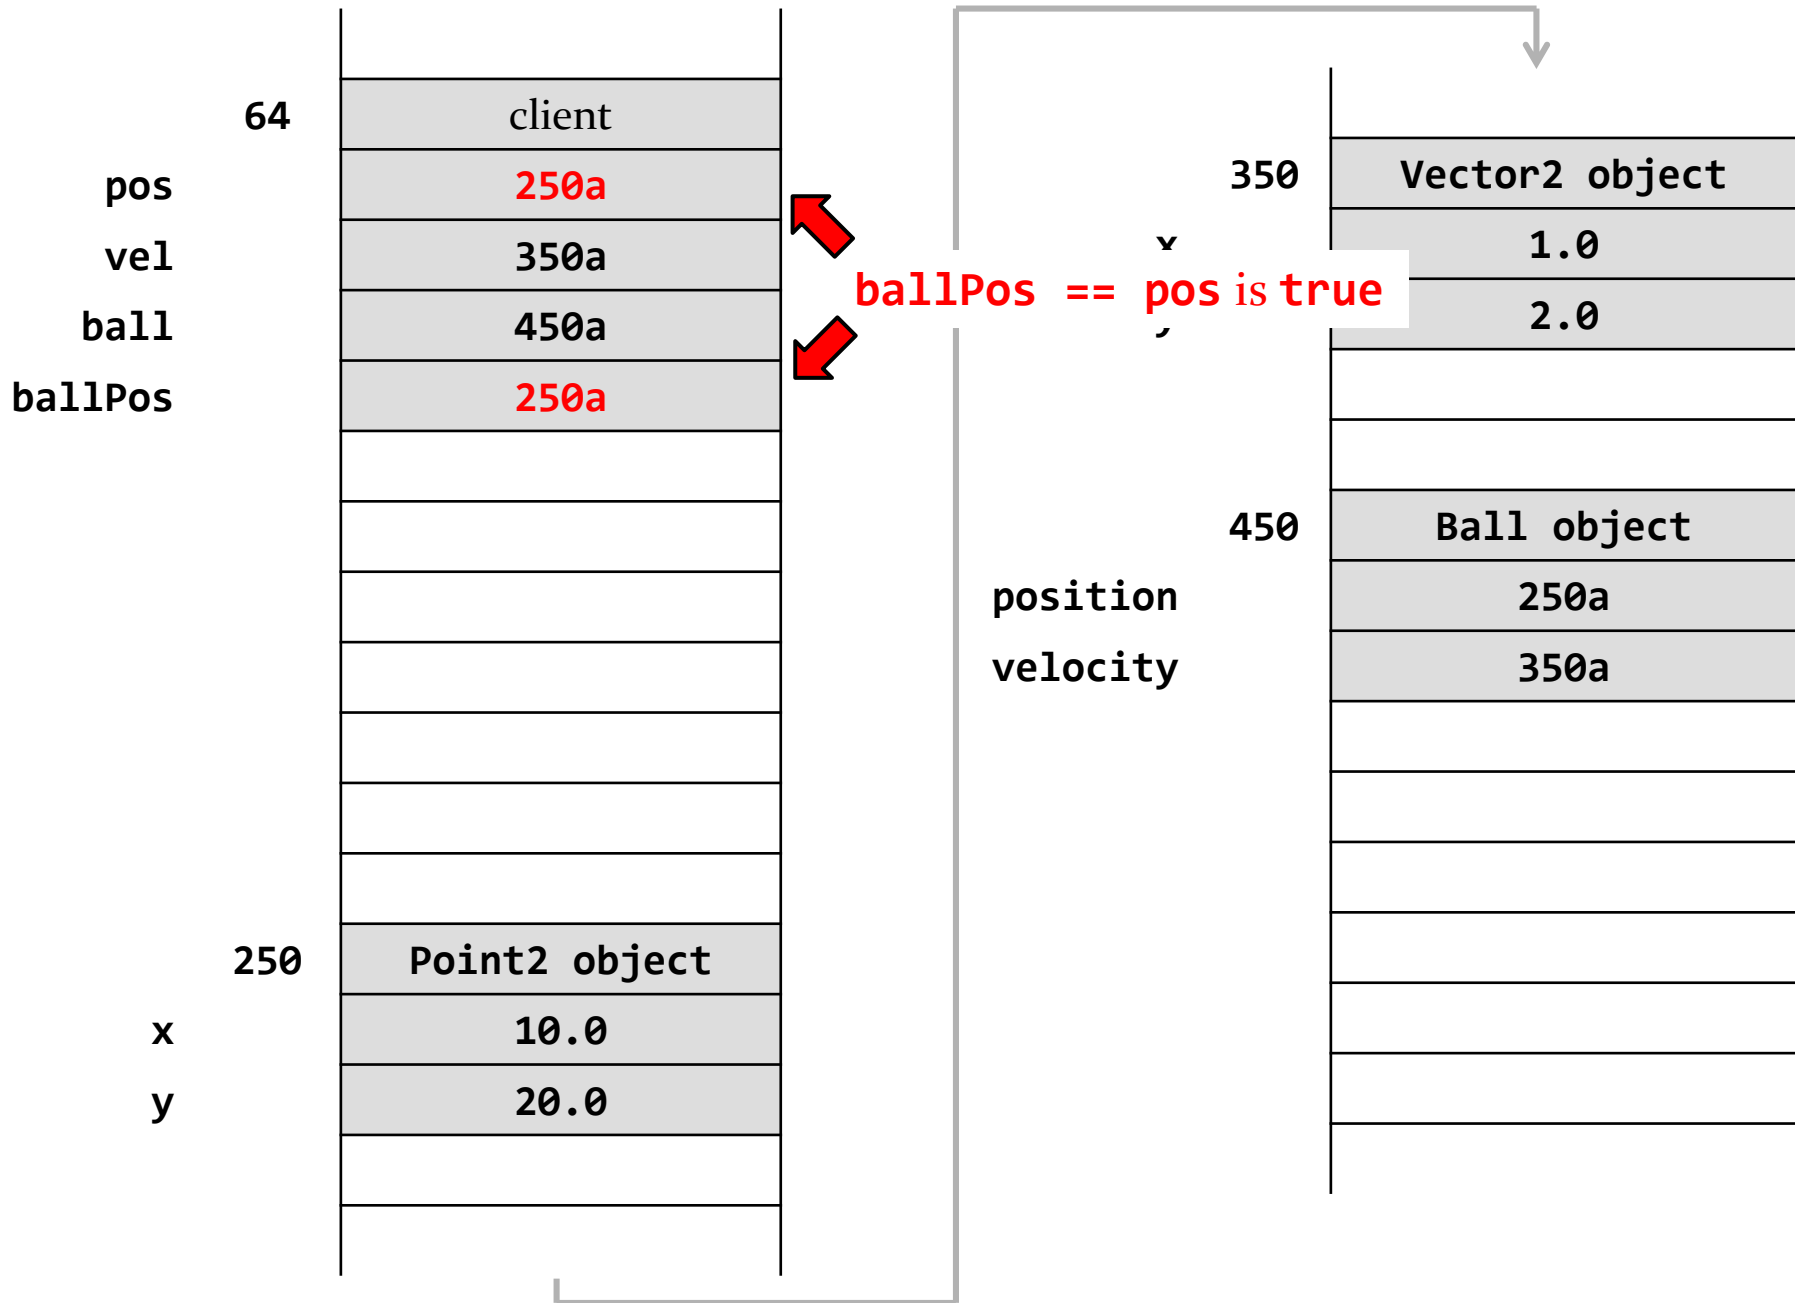 64 client
pos 250a
vel 350a
ball 450a
ballPos 250a
250 Point2 object
x 10.0
y 20.0
ballPos == pos is true
350 Vector2 object
x 1.0
y 2.0
450 Ball object
position 250a
velocity 350a